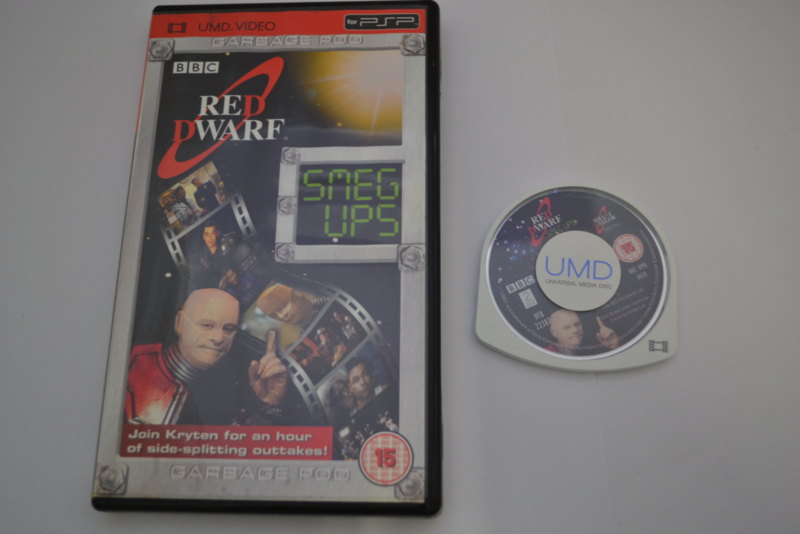 UMD VIDEO
for PSP
GARBAGE POD
BBC
RED
DWARF
SMEG
UPS
Join Kryten for an hour
of side-splitting outtakes!
15
GARBAGE POD
RED
DWARF
15
UMD
UNIVERSAL MEDIA DISC
BBC
2